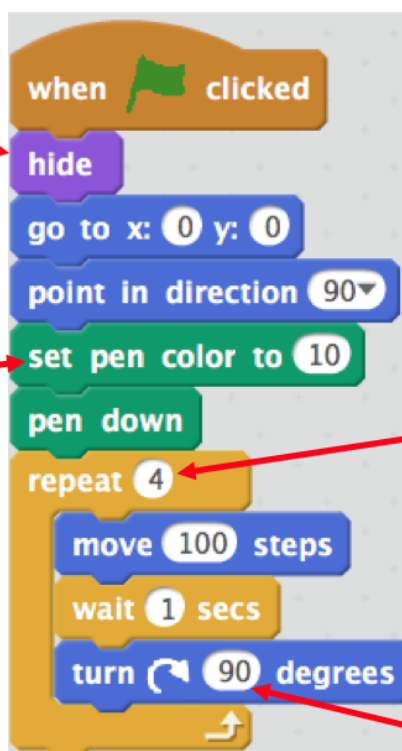 when clicked
hide
go to x: 0 y: 0
point in direction 90
set pen color to 10
pen down
repeat 4
move 100 steps
wait 1 secs
turn 90 degrees